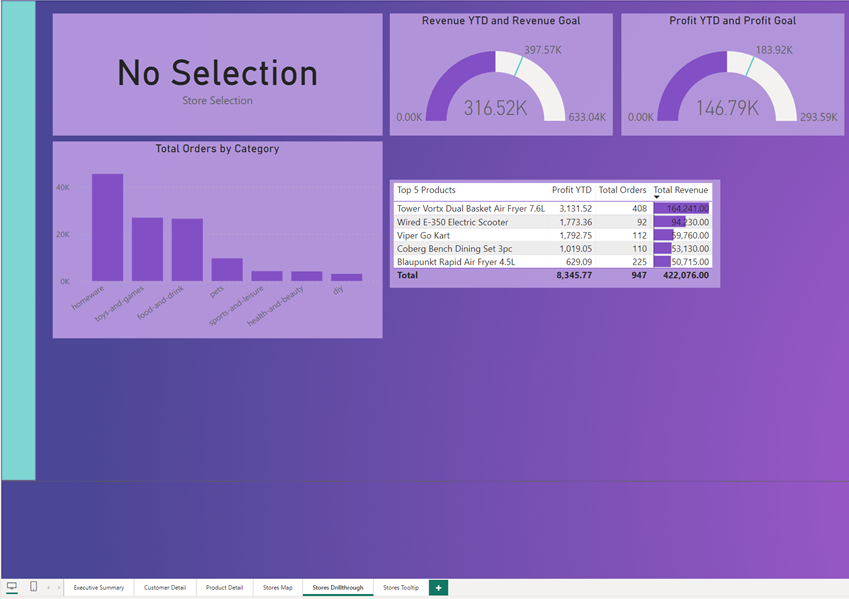 No Selection
Store Selection
Revenue YTD and Revenue Goal
397.57K
316.52K
0.00K
633.04K
Profit YTD and Profit Goal
183.92K
146.79K
0.00K
293.59K
Total Orders by Category
40K
20K
0K
homeware
toys-and-games
food-and-drink
pets
sports-and-leisure
health-and-beauty
diy
Top 5 Products Profit YTD Total Orders Total Revenue
Tower Vortx Dual Basket Air Fryer 7.6L 3,131.52 408 164,241.00
Wired E-350 Electric Scooter 1,773.36 92 94,230.00
Viper Go Kart 1,792.75 112 59,760.00
Coberg Bench Dining Set 3pc 1,019.05 110 53,130.00
Blaupunkt Rapid Air Fryer 4.5L 629.09 225 50,715.00
Total 8,345.77 947 422,076.00
Executive Summary Customer Detail Product Detail Stores Map Stores Drillthrough Stores Tooltip +